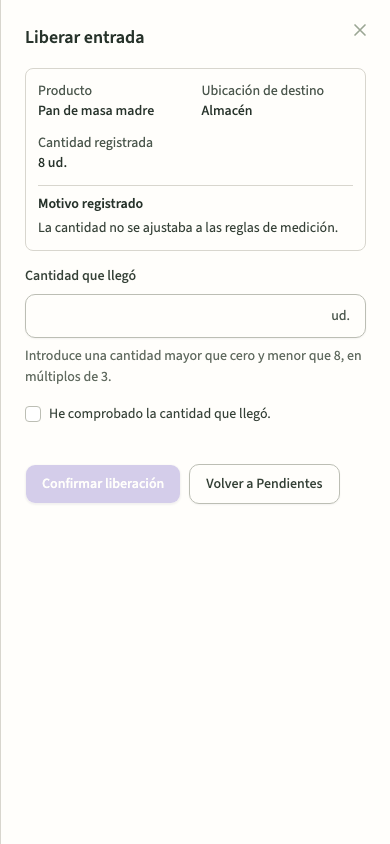 Liberar entrada
Producto
Pan de masa madre
Ubicación de destino
Almacén
Cantidad registrada
8 ud.
Motivo registrado
La cantidad no se ajustaba a las reglas de medición.
Cantidad que llegó
ud.
Introduce una cantidad mayor que cero y menor que 8, en
múltiplos de 3.
He comprobado la cantidad que llegó.
Confirmar liberación
Volver a Pendientes